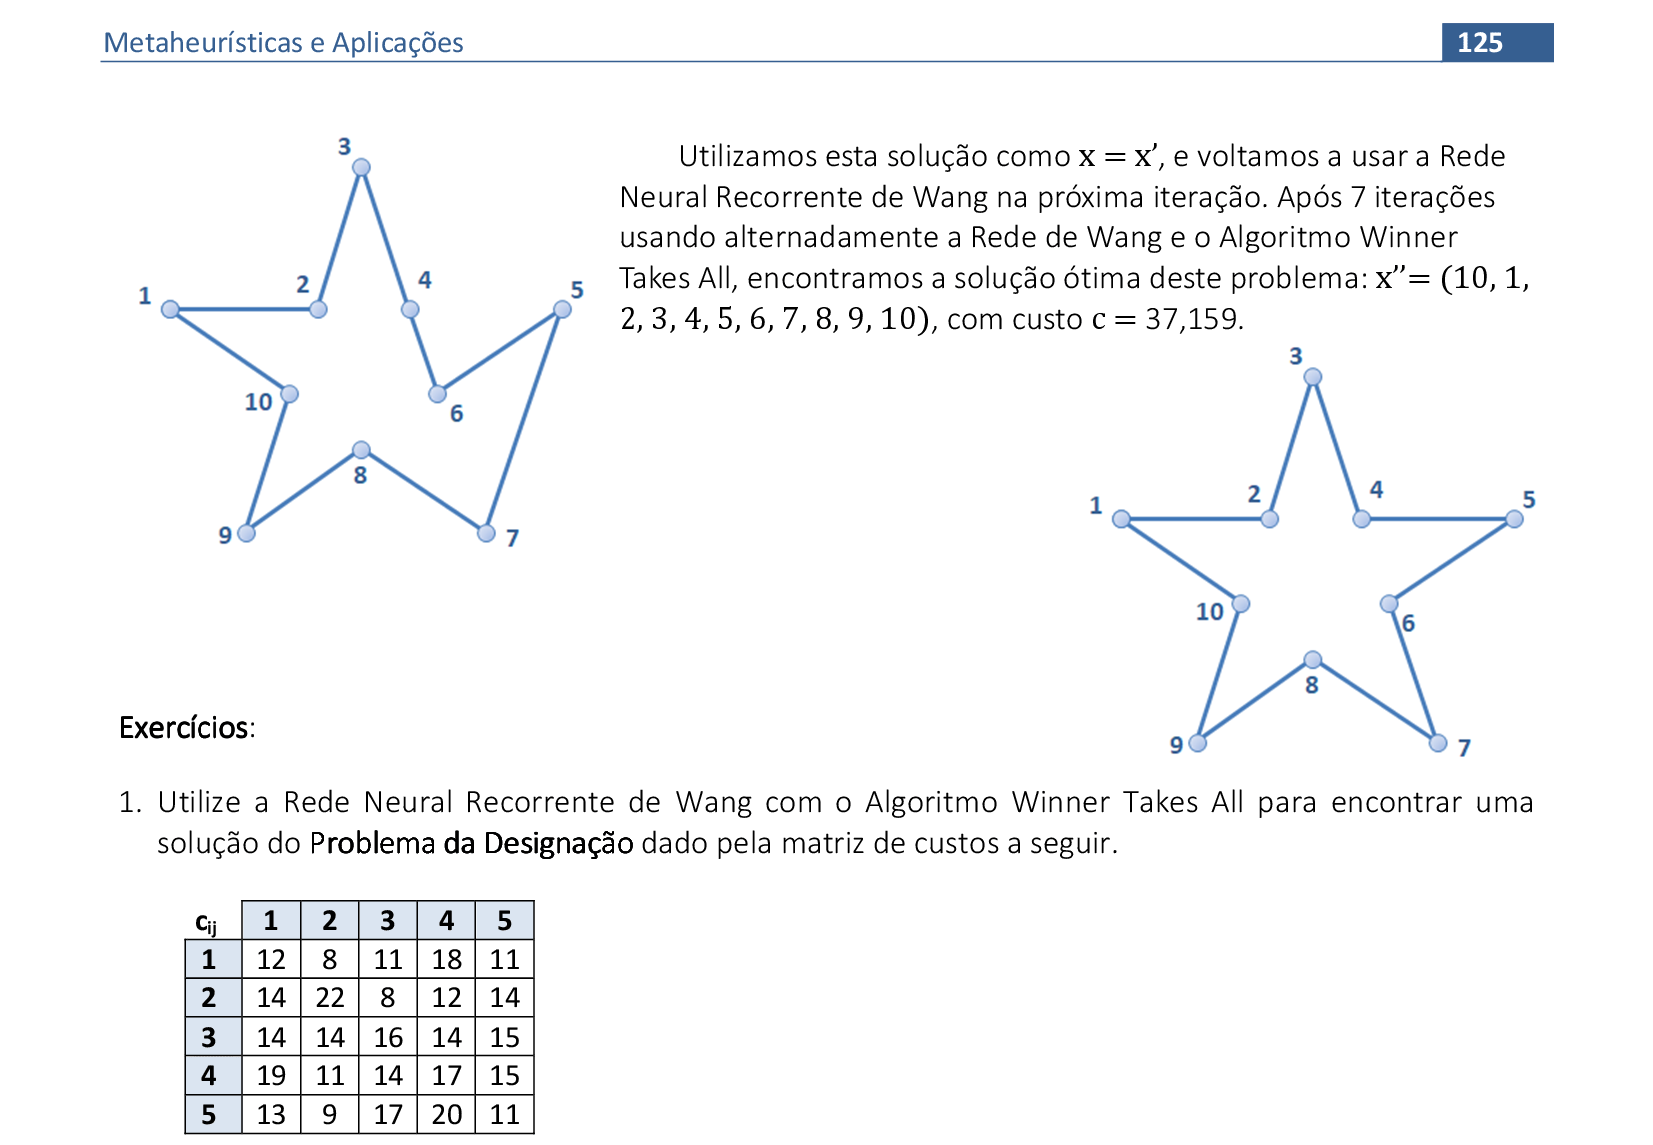 Metaheurísticas e Aplicações 125
3
2
4
1
5
10
6
8
9
7
Utilizamos esta solução como x = x’, e voltamos a usar a Rede
Neural Recorrente de Wang na próxima iteração. Após 7 iterações
usando alternadamente a Rede de Wang e o Algoritmo Winner
Takes All, encontramos a solução ótima deste problema: x’’= (10, 1,
2, 3, 4, 5, 6, 7, 8, 9, 10), com custo c = 37,159.
3
2
4
5
1
10
6
8
9
7
Exercícios:
1. Utilize a Rede Neural Recorrente de Wang com o Algoritmo Winner Takes All para encontrar uma
solução do Problema da Designação dado pela matriz de custos a seguir.
cij 1 2 3 4 5
1 12 8 11 18 11
2 14 22 8 12 14
3 14 14 16 14 15
4 19 11 14 17 15
5 13 9 17 20 11